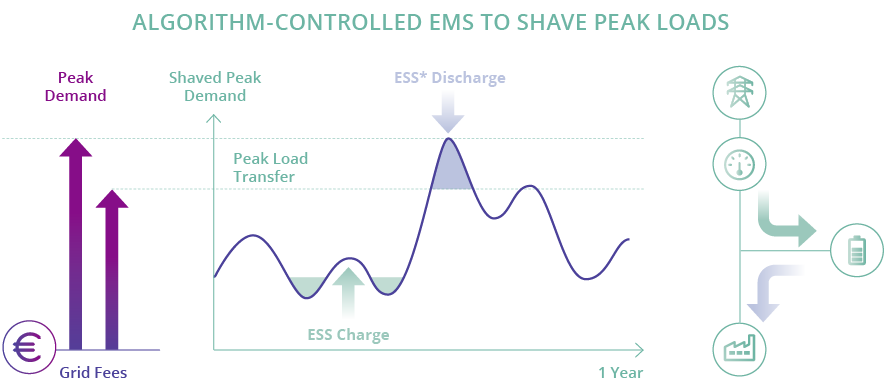 ALGORITHM-CONTROLLED EMS TO SHAVE PEAK LOADS
Peak
Demand
Shaved Peak
Demand
ESS* Discharge
Peak Load
Transfer
ESS Charge
€
Grid Fees
1 Year